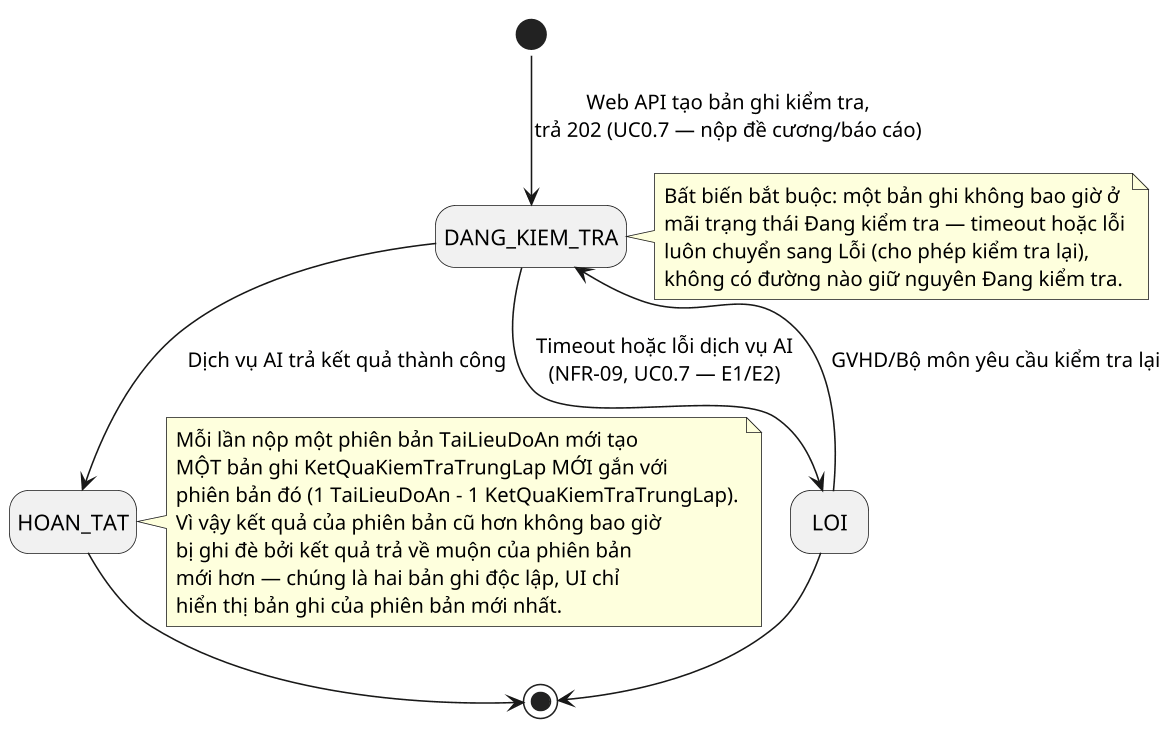 Web API tạo bản ghi kiểm tra,
trả 202 (UC0.7 — nộp đề cương/báo cáo)
DANG_KIEM_TRA
Bất biến bắt buộc: một bản ghi không bao giờ ở
mãi trạng thái Đang kiểm tra — timeout hoặc lỗi
luôn chuyển sang Lỗi (cho phép kiểm tra lại),
không có đường nào giữ nguyên Đang kiểm tra.
Dịch vụ AI trả kết quả thành công
Timeout hoặc lỗi dịch vụ AI
(NFR-09, UC0.7 — E1/E2)
GVHD/Bộ môn yêu cầu kiểm tra lại
HOAN_TAT
Mỗi lần nộp một phiên bản TaiLieuDoAn mới tạo
MỘT bản ghi KetQuaKiemTraTrungLap MỚI gắn với
phiên bản đó (1 TaiLieuDoAn - 1 KetQuaKiemTraTrungLap).
Vì vậy kết quả của phiên bản cũ hơn không bao giờ
bị ghi đè bởi kết quả trả về muộn của phiên bản
mới hơn — chúng là hai bản ghi độc lập, UI chỉ
hiển thị bản ghi của phiên bản mới nhất.
LOI